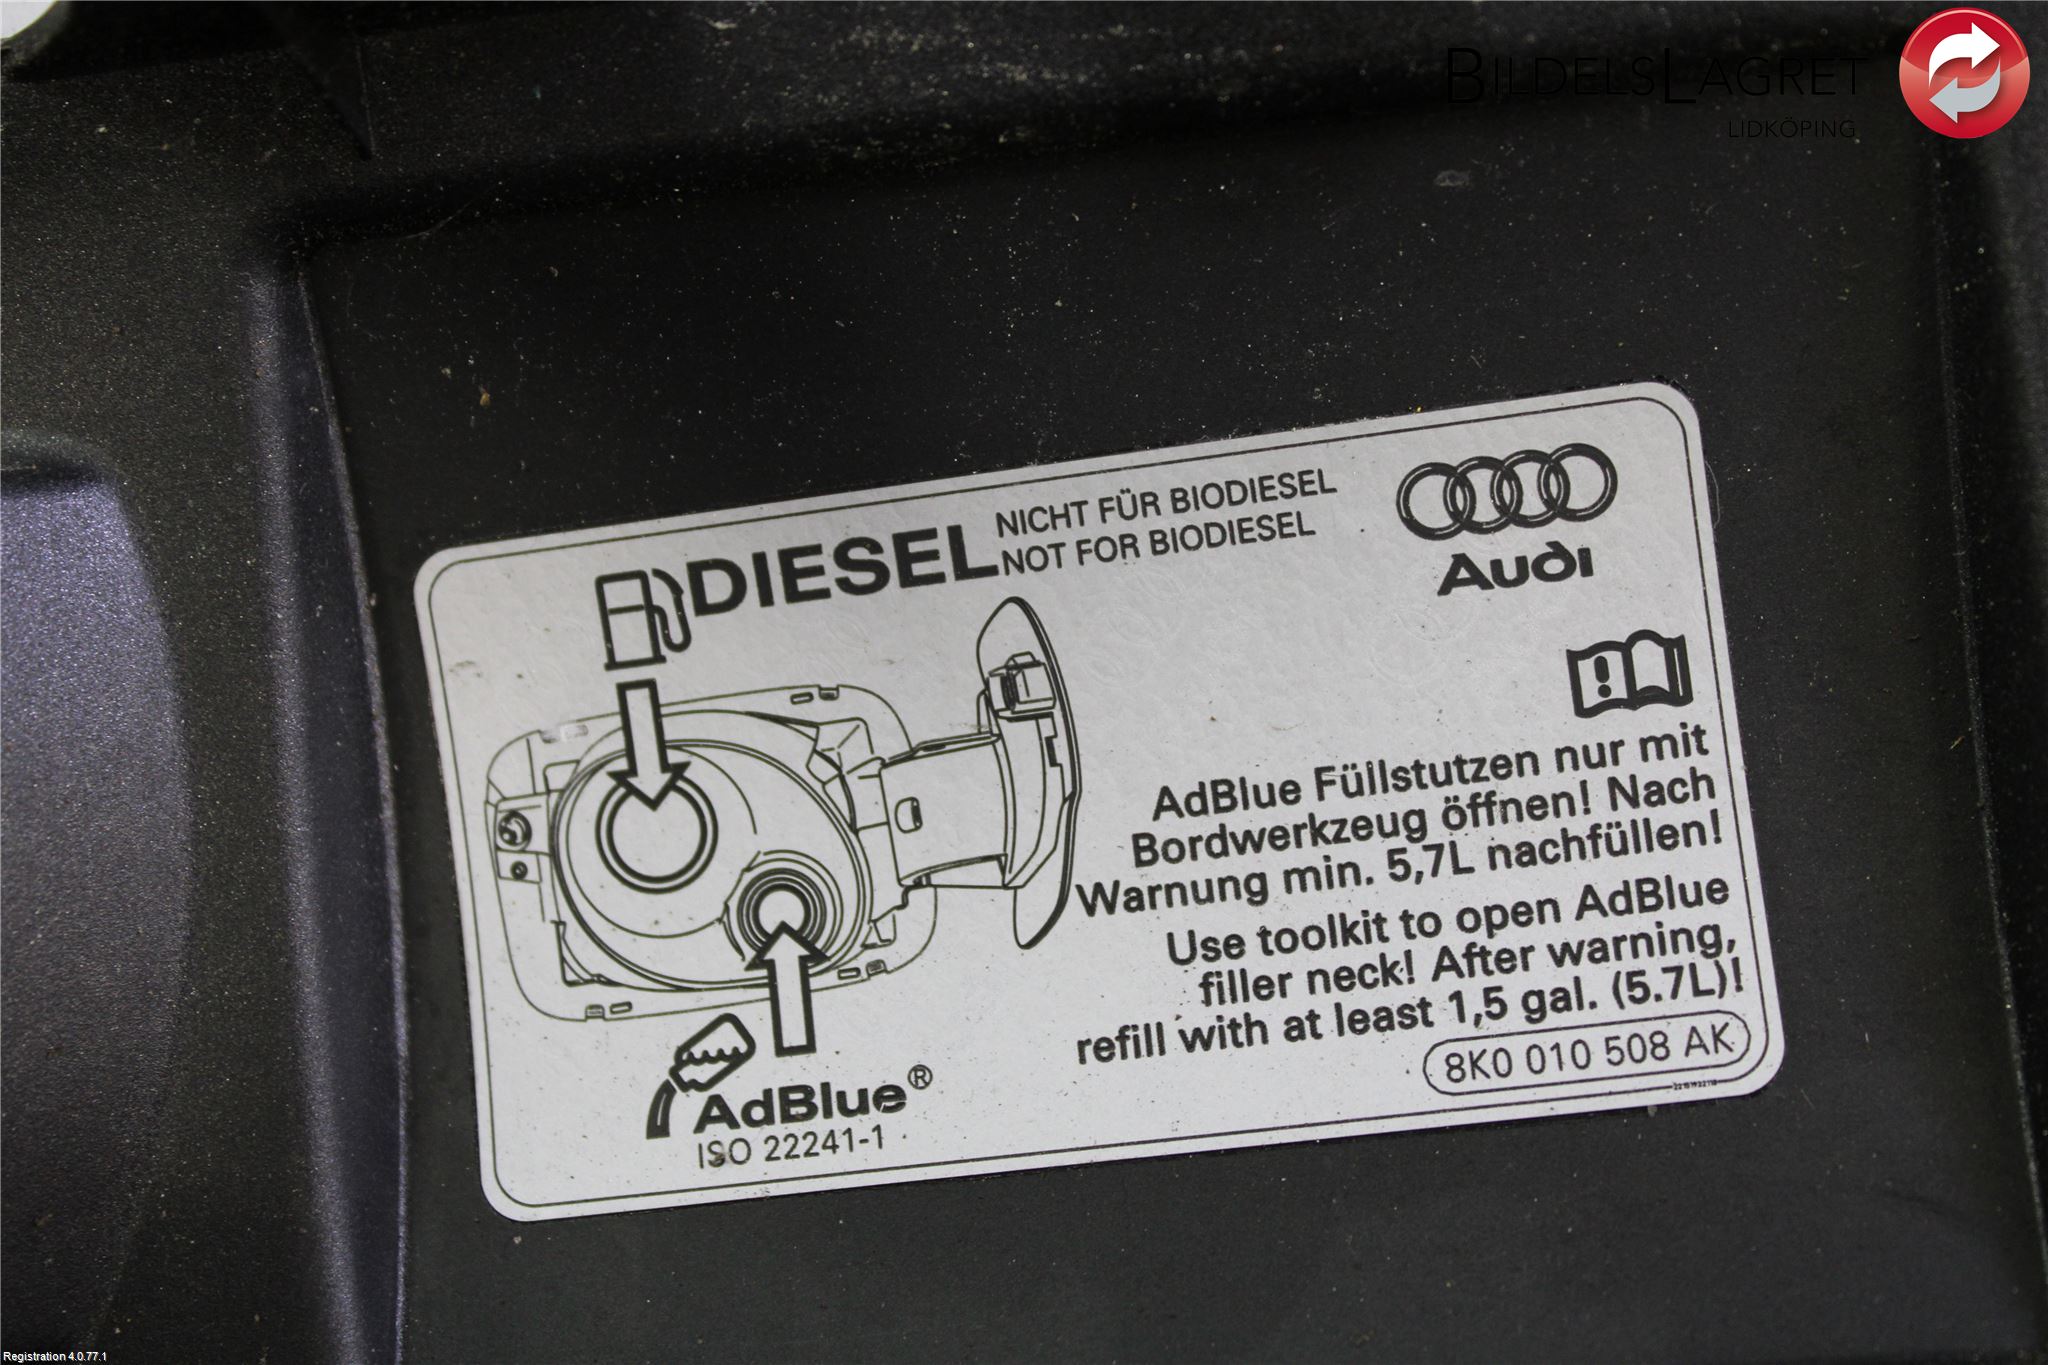 BILDELSLAGRET
LIDKÖPING
DIESEL
NICHT FÜR BIODIESEL
NOT FOR BIODIESEL
Audi
AdBlue Füllstutzen nur mit
Bordwerkzeug öffnen! Nach
Warnung min. 5,7L nachfüllen!
Use toolkit to open AdBlue
filler neck! After warning,
refill with at least 1,5 gal. (5.7L)!
8K0 010 508 AK
AdBlue®
ISO 22241-1
Registration 4.0.77.1